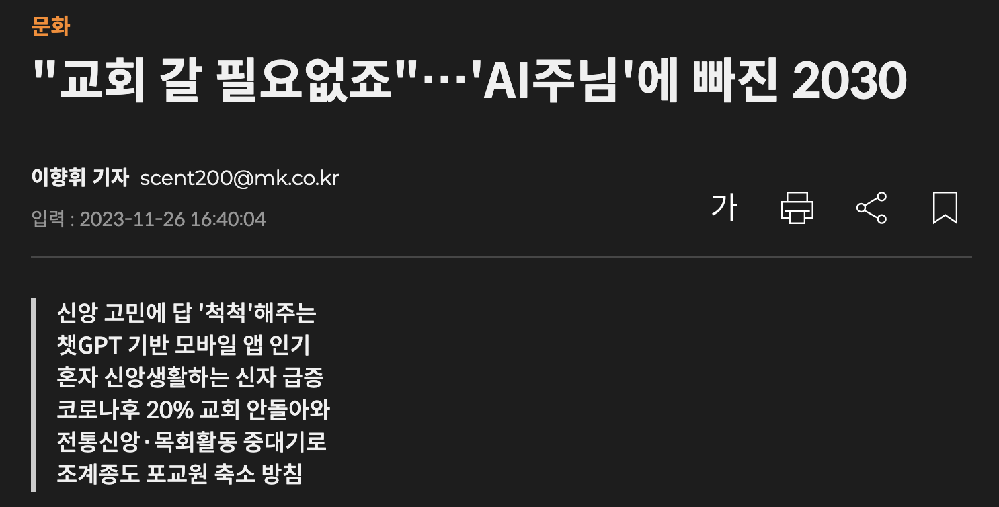 문화
"교회 갈 필요없죠"…'AI주님'에 빠진 2030
이향휘 기자 scent200@mk.co.kr
입력 : 2023-11-26 16:40:04
가
신앙 고민에 답 '척척'해주는
챗GPT 기반 모바일 앱 인기
혼자 신앙생활하는 신자 급증
코로나후 20% 교회 안돌아와
전통신앙·목회활동 중대기로
조계종도 포교원 축소 방침